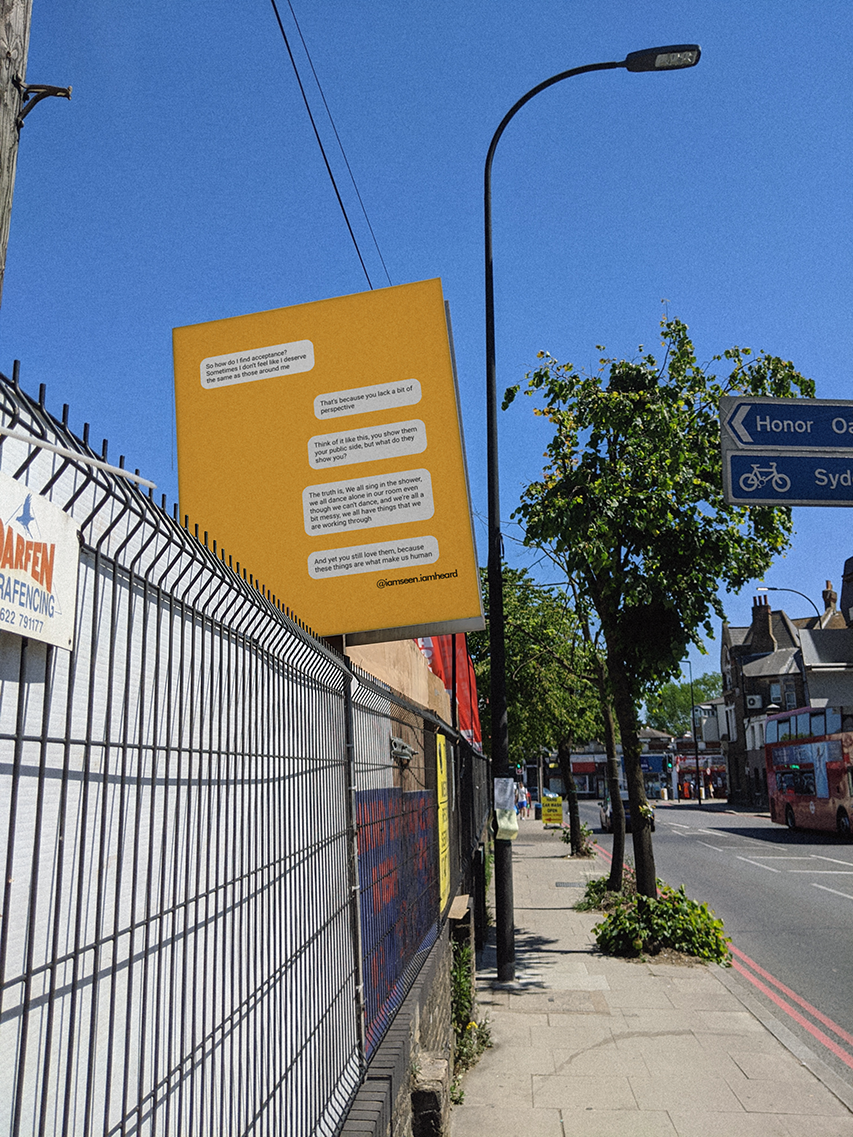 So how do I find acceptance?
Sometimes I don't feel like I deserve
the same as those around me
That's because you lack a bit of
perspective
Think of it like this, you show them
your public side, but what do they
show you?
The truth is, We all sing in the shower,
we all dance alone in our room even
though we can't dance, and we're all a
bit messy, we all have things that we
are working through
And yet you still love them, because
these things are what make us human
@iamseen.iamheard
Honor Oa
Syd
DARFEN
RAFENCING
622 791177
HAND
CAR WASH
OPEN